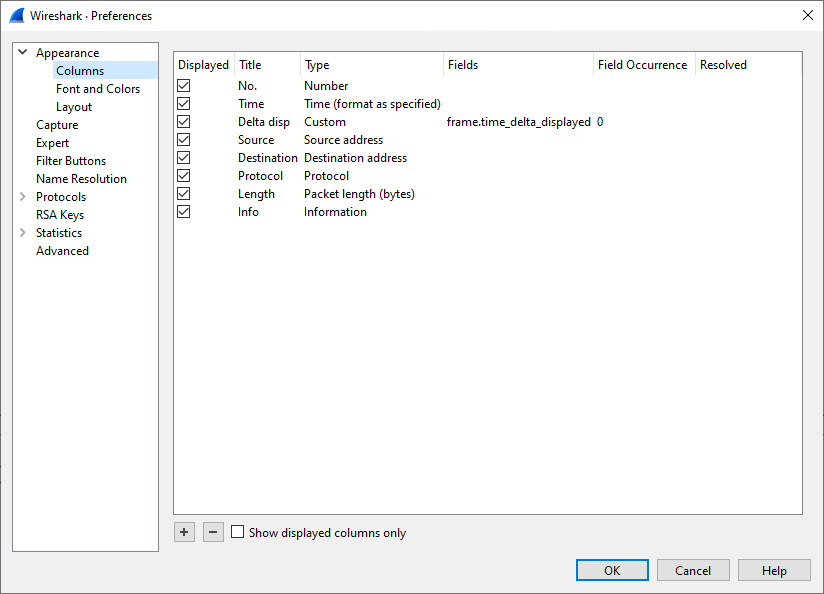 Wireshark · Preferences
Appearance
Columns
Font and Colors
Layout
Capture
Expert
Filter Buttons
Name Resolution
Protocols
RSA Keys
Statistics
Advanced
Displayed Title Type Fields Field Occurrence Resolved
No. Number
Time Time (format as specified)
Delta disp Custom frame.time_delta_displayed 0
Source Source address
Destination Destination address
Protocol Protocol
Length Packet length (bytes)
Info Information
+ − Show displayed columns only
OK Cancel Help